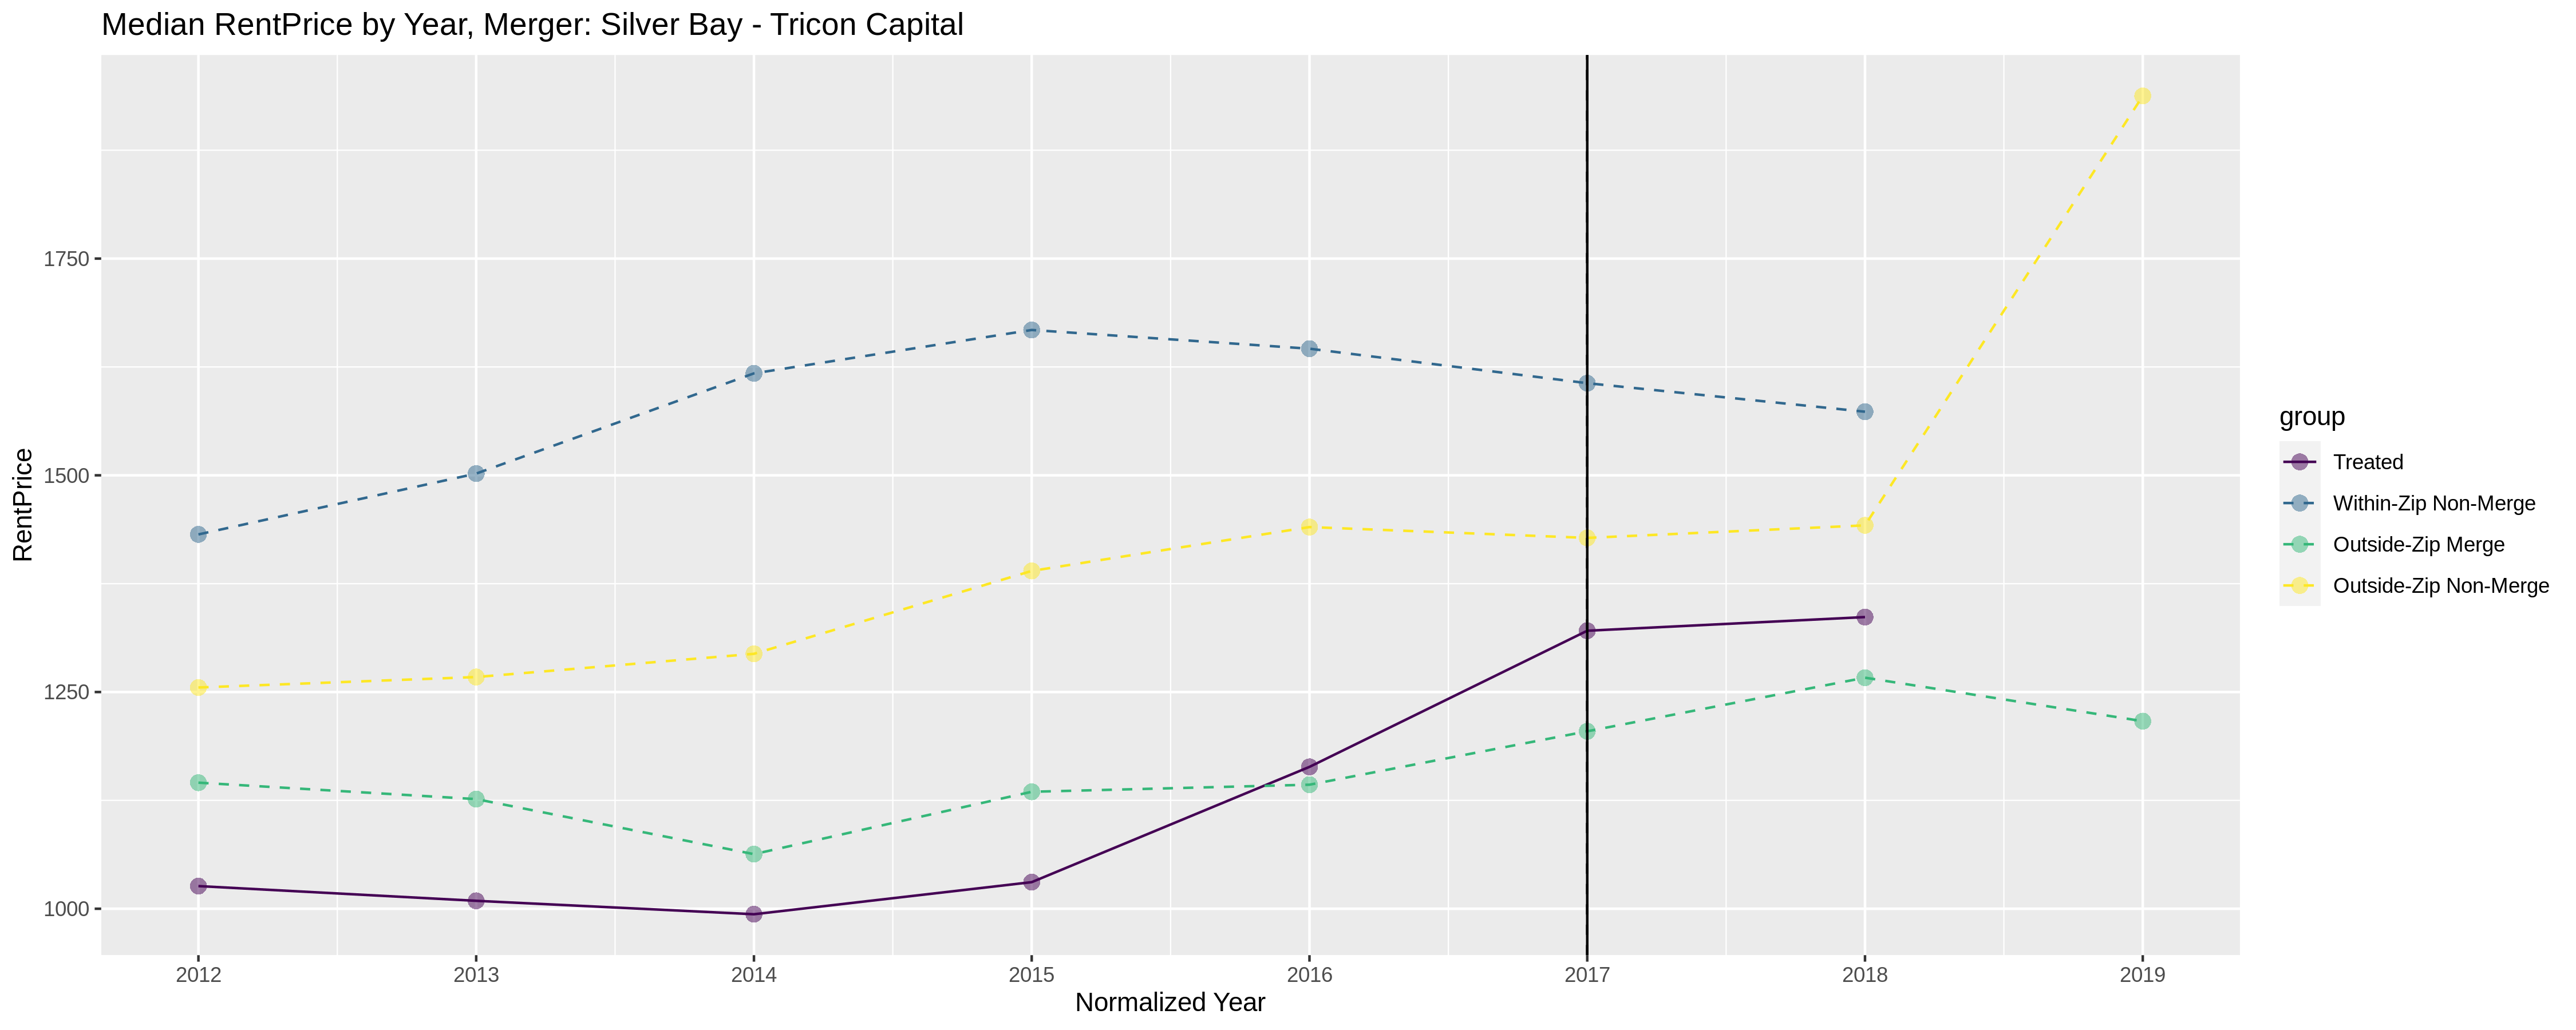 Median RentPrice by Year, Merger: Silver Bay - Tricon Capital
RentPrice
1750
1500
1250
1000
2012 2013 2014 2015 2016 2017 2018 2019
Normalized Year
group
Treated
Within-Zip Non-Merge
Outside-Zip Merge
Outside-Zip Non-Merge